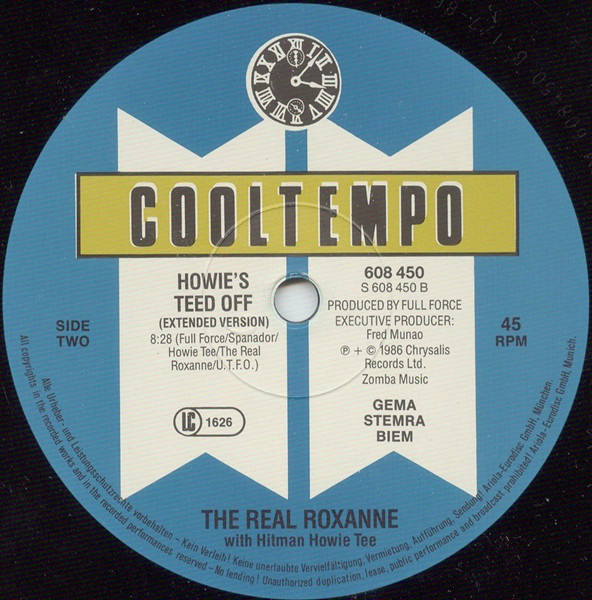 COOLTEMPO
HOWIE'S
TEED OFF
(EXTENDED VERSION)
8:28 (Full Force/Spanador/
Howie Tee/The Real
Roxanne/U.T.F.O.)
SIDE
TWO
LC 1626
608 450
S 608 450 B
PRODUCED BY FULL FORCE
EXECUTIVE PRODUCER:
Fred Munao
℗ + © 1986 Chrysalis
Records Ltd.
Zomba Music
45
RPM
GEMA
STEMRA
BIEM
THE REAL ROXANNE
with Hitman Howie Tee
Alle Urheber- und Leistungsschutzrechte vorbehalten – Kein Verleih! Keine unerlaubte Vervielfältigung, Vermietung, Aufführung, Sendung! Ariola-Eurodisc GmbH, München.
All copyrights in the recorded works and in the recorded performances reserved – No lending! Unauthorized duplication, lease, public performance and broadcast prohibited! Ariola-Eurodisc GmbH, Munich.